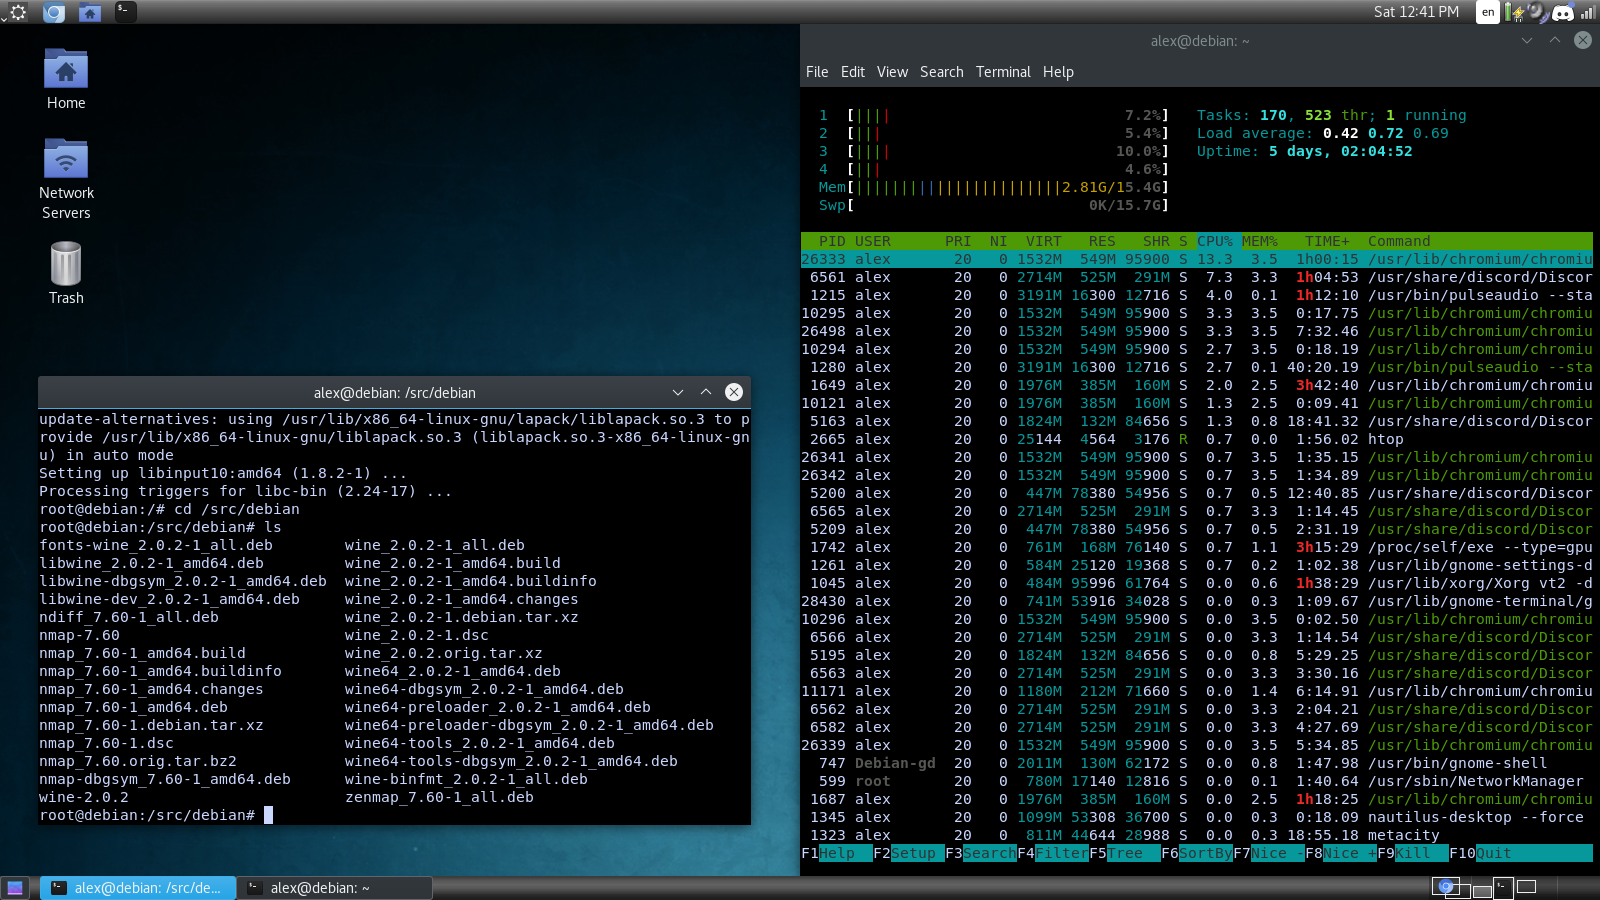 Sat 12:41 PM
en
Home
Network
Servers
Trash
alex@debian: /src/debian
update-alternatives: using /usr/lib/x86_64-linux-gnu/lapack/liblapack.so.3 to p
rovide /usr/lib/x86_64-linux-gnu/liblapack.so.3 (liblapack.so.3-x86_64-linux-gn
u) in auto mode
Setting up libinput10:amd64 (1.8.2-1) ...
Processing triggers for libc-bin (2.24-17) ...
root@debian:/# cd /src/debian
root@debian:/src/debian# ls
fonts-wine_2.0.2-1_all.deb wine_2.0.2-1_all.deb
libwine_2.0.2-1_amd64.deb wine_2.0.2-1_amd64.build
libwine-dbgsym_2.0.2-1_amd64.deb wine_2.0.2-1_amd64.buildinfo
libwine-dev_2.0.2-1_amd64.deb wine_2.0.2-1_amd64.changes
ndiff_7.60-1_all.deb wine_2.0.2-1.debian.tar.xz
nmap-7.60 wine_2.0.2-1.dsc
nmap_7.60-1_amd64.build wine_2.0.2.orig.tar.xz
nmap_7.60-1_amd64.buildinfo wine64_2.0.2-1_amd64.deb
nmap_7.60-1_amd64.changes wine64-dbgsym_2.0.2-1_amd64.deb
nmap_7.60-1_amd64.deb wine64-preloader_2.0.2-1_amd64.deb
nmap_7.60-1.debian.tar.xz wine64-preloader-dbgsym_2.0.2-1_amd64.deb
nmap_7.60-1.dsc wine64-tools_2.0.2-1_amd64.deb
nmap_7.60.orig.tar.bz2 wine64-tools-dbgsym_2.0.2-1_amd64.deb
nmap-dbgsym_7.60-1_amd64.deb wine-binfmt_2.0.2-1_all.deb
wine-2.0.2 zenmap_7.60-1_all.deb
root@debian:/src/debian#
alex@debian: ~
File Edit View Search Terminal Help
1 [|||| 7.2%] Tasks: 170, 523 thr; 1 running
2 [||| 5.4%] Load average: 0.42 0.72 0.69
3 [|||| 10.0%] Uptime: 5 days, 02:04:52
4 [||| 4.6%]
Mem[|||||||||||||||||||||||2.81G/15.4G]
Swp[ 0K/15.7G]
PID USER PRI NI VIRT RES SHR S CPU% MEM% TIME+ Command
26333 alex 20 0 1532M 549M 95900 S 13.3 3.5 1h00:15 /usr/lib/chromium/chromiu
6561 alex 20 0 2714M 525M 291M S 7.3 3.3 1h04:53 /usr/share/discord/Discor
1215 alex 20 0 3191M 16300 12716 S 4.0 0.1 1h12:10 /usr/bin/pulseaudio --sta
10295 alex 20 0 1532M 549M 95900 S 3.3 3.5 0:17.75 /usr/lib/chromium/chromiu
26498 alex 20 0 1532M 549M 95900 S 3.3 3.5 7:32.46 /usr/lib/chromium/chromiu
10294 alex 20 0 1532M 549M 95900 S 2.7 3.5 0:18.19 /usr/lib/chromium/chromiu
1280 alex 20 0 3191M 16300 12716 S 2.7 0.1 40:20.19 /usr/bin/pulseaudio --sta
1649 alex 20 0 1976M 385M 160M S 2.0 2.5 3h42:40 /usr/lib/chromium/chromiu
10121 alex 20 0 1976M 385M 160M S 1.3 2.5 0:09.41 /usr/lib/chromium/chromiu
5163 alex 20 0 1824M 132M 84656 S 1.3 0.8 18:41.32 /usr/share/discord/Discor
2665 alex 20 0 25144 4564 3176 R 0.7 0.0 1:56.02 htop
26341 alex 20 0 1532M 549M 95900 S 0.7 3.5 1:35.15 /usr/lib/chromium/chromiu
26342 alex 20 0 1532M 549M 95900 S 0.7 3.5 1:34.89 /usr/lib/chromium/chromiu
5200 alex 20 0 447M 78380 54956 S 0.7 0.5 12:40.85 /usr/share/discord/Discor
6565 alex 20 0 2714M 525M 291M S 0.7 3.3 1:14.45 /usr/share/discord/Discor
5209 alex 20 0 447M 78380 54956 S 0.7 0.5 2:31.19 /usr/share/discord/Discor
1742 alex 20 0 761M 168M 76140 S 0.7 1.1 3h15:29 /proc/self/exe --type=gpu
1261 alex 20 0 584M 25120 19368 S 0.7 0.2 1:02.38 /usr/lib/gnome-settings-d
1045 alex 20 0 484M 95996 61764 S 0.0 0.6 1h38:29 /usr/lib/xorg/Xorg vt2 -d
28430 alex 20 0 741M 53916 34028 S 0.0 0.3 1:09.67 /usr/lib/gnome-terminal/g
10296 alex 20 0 1532M 549M 95900 S 0.0 3.5 0:02.50 /usr/lib/chromium/chromiu
6566 alex 20 0 2714M 525M 291M S 0.0 3.3 1:14.54 /usr/share/discord/Discor
5195 alex 20 0 1824M 132M 84656 S 0.0 0.8 5:29.25 /usr/share/discord/Discor
6563 alex 20 0 2714M 525M 291M S 0.0 3.3 3:30.16 /usr/share/discord/Discor
11171 alex 20 0 1180M 212M 71660 S 0.0 1.4 6:14.91 /usr/lib/chromium/chromiu
6562 alex 20 0 2714M 525M 291M S 0.0 3.3 2:04.21 /usr/share/discord/Discor
6582 alex 20 0 2714M 525M 291M S 0.0 3.3 4:27.69 /usr/share/discord/Discor
26339 alex 20 0 1532M 549M 95900 S 0.0 3.5 5:34.85 /usr/lib/chromium/chromiu
747 Debian-gd 20 0 2011M 130M 62172 S 0.0 0.8 1:47.98 /usr/bin/gnome-shell
599 root 20 0 780M 17140 12816 S 0.0 0.1 1:40.64 /usr/sbin/NetworkManager
1687 alex 20 0 1976M 385M 160M S 0.0 2.5 1h18:25 /usr/lib/chromium/chromiu
1345 alex 20 0 1099M 53308 36700 S 0.0 0.3 0:18.09 nautilus-desktop --force
1323 alex 20 0 811M 44644 28988 S 0.0 0.3 18:55.18 metacity
F1Help F2Setup F3SearchF4FilterF5Tree F6SortByF7Nice -F8Nice +F9Kill F10Quit
alex@debian: /src/de... alex@debian: ~